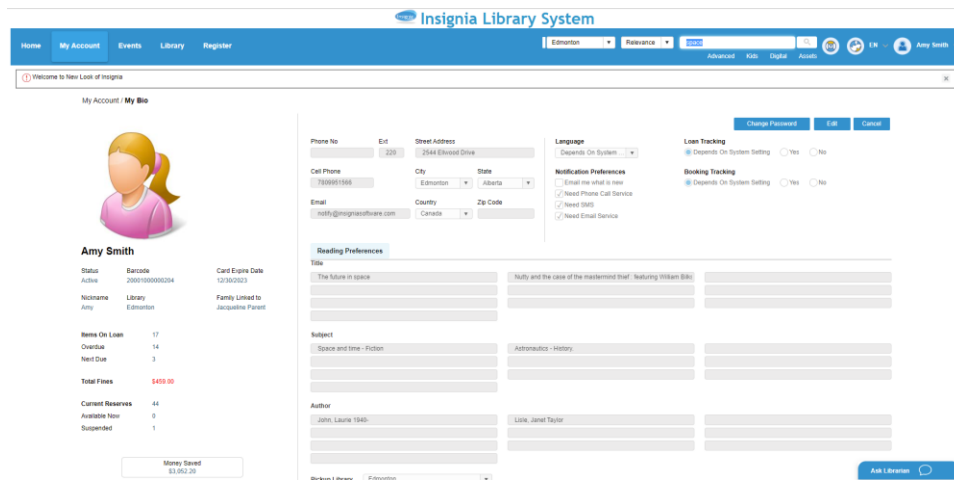 Insignia Library System
Home My Account Events Library Register
Edmonton Relevance space
Advanced Kids Digital Assets
EN Amy Smith
Welcome to New Look of Insignia
My Account / My Bio
Change Password Edit Cancel
Phone No Ext Street Address
220 2544 Ellwood Drive
Cell Phone City State
7809951566 Edmonton Alberta
Email Country Zip Code
notify@insigniasoftware.com Canada
Language
Depends On System ...
Notification Preferences
Email me what is new
Need Phone Call Service
Need SMS
Need Email Service
Loan Tracking
Depends On System Setting Yes No
Booking Tracking
Depends On System Setting Yes No
Amy Smith
Status Barcode Card Expire Date
Active 20001000000204 12/30/2023
Nickname Library Family Linked to
Amy Edmonton Jacqueline Parent
Items On Loan 17
Overdue 14
Next Due 3
Total Fines $459.00
Current Reserves 44
Available Now 0
Suspended 1
Money Saved
$3,052.20
Reading Preferences
Title
The future in space
Nutty and the case of the mastermind thief : featuring William Bilk
Subject
Space and time - Fiction
Astronautics - History
Author
John, Laurie 1949-
Lisle, Janet Taylor
Pickup Library Edmonton
Ask Librarian